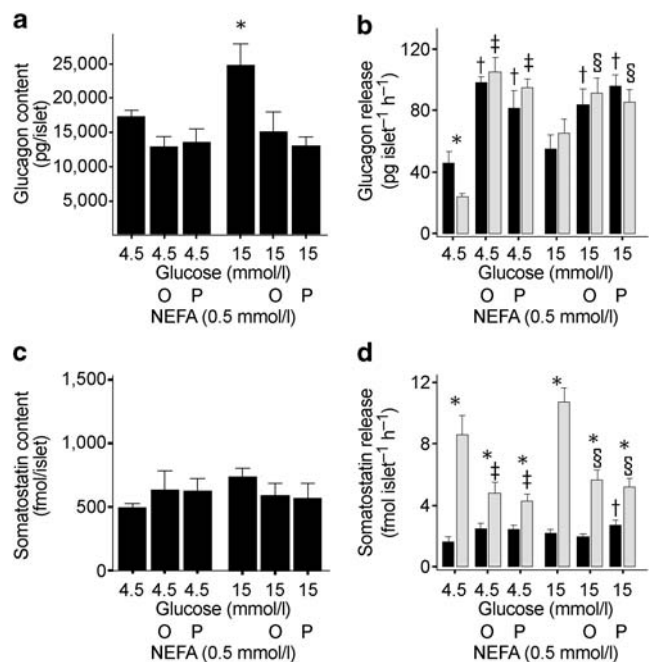 a
Glucagon content
(pg/islet)
25,000
20,000
15,000
10,000
5,000
*
4.5 4.5 4.5 15 15 15
Glucose (mmol/l)
O P O P
NEFA (0.5 mmol/l)
b
Glucagon release
(pg islet⁻¹ h⁻¹)
120
80
40
0
* † ‡ † ‡ † § † §
4.5 4.5 4.5 15 15 15
Glucose (mmol/l)
O P O P
NEFA (0.5 mmol/l)
c
Somatostatin content
(fmol/islet)
1,500
1,000
500
0
4.5 4.5 4.5 15 15 15
Glucose (mmol/l)
O P O P
NEFA (0.5 mmol/l)
d
Somatostatin release
(fmol islet⁻¹ h⁻¹)
12
8
4
0
* * ‡ * ‡ * * § † * §
4.5 4.5 4.5 15 15 15
Glucose (mmol/l)
O P O P
NEFA (0.5 mmol/l)